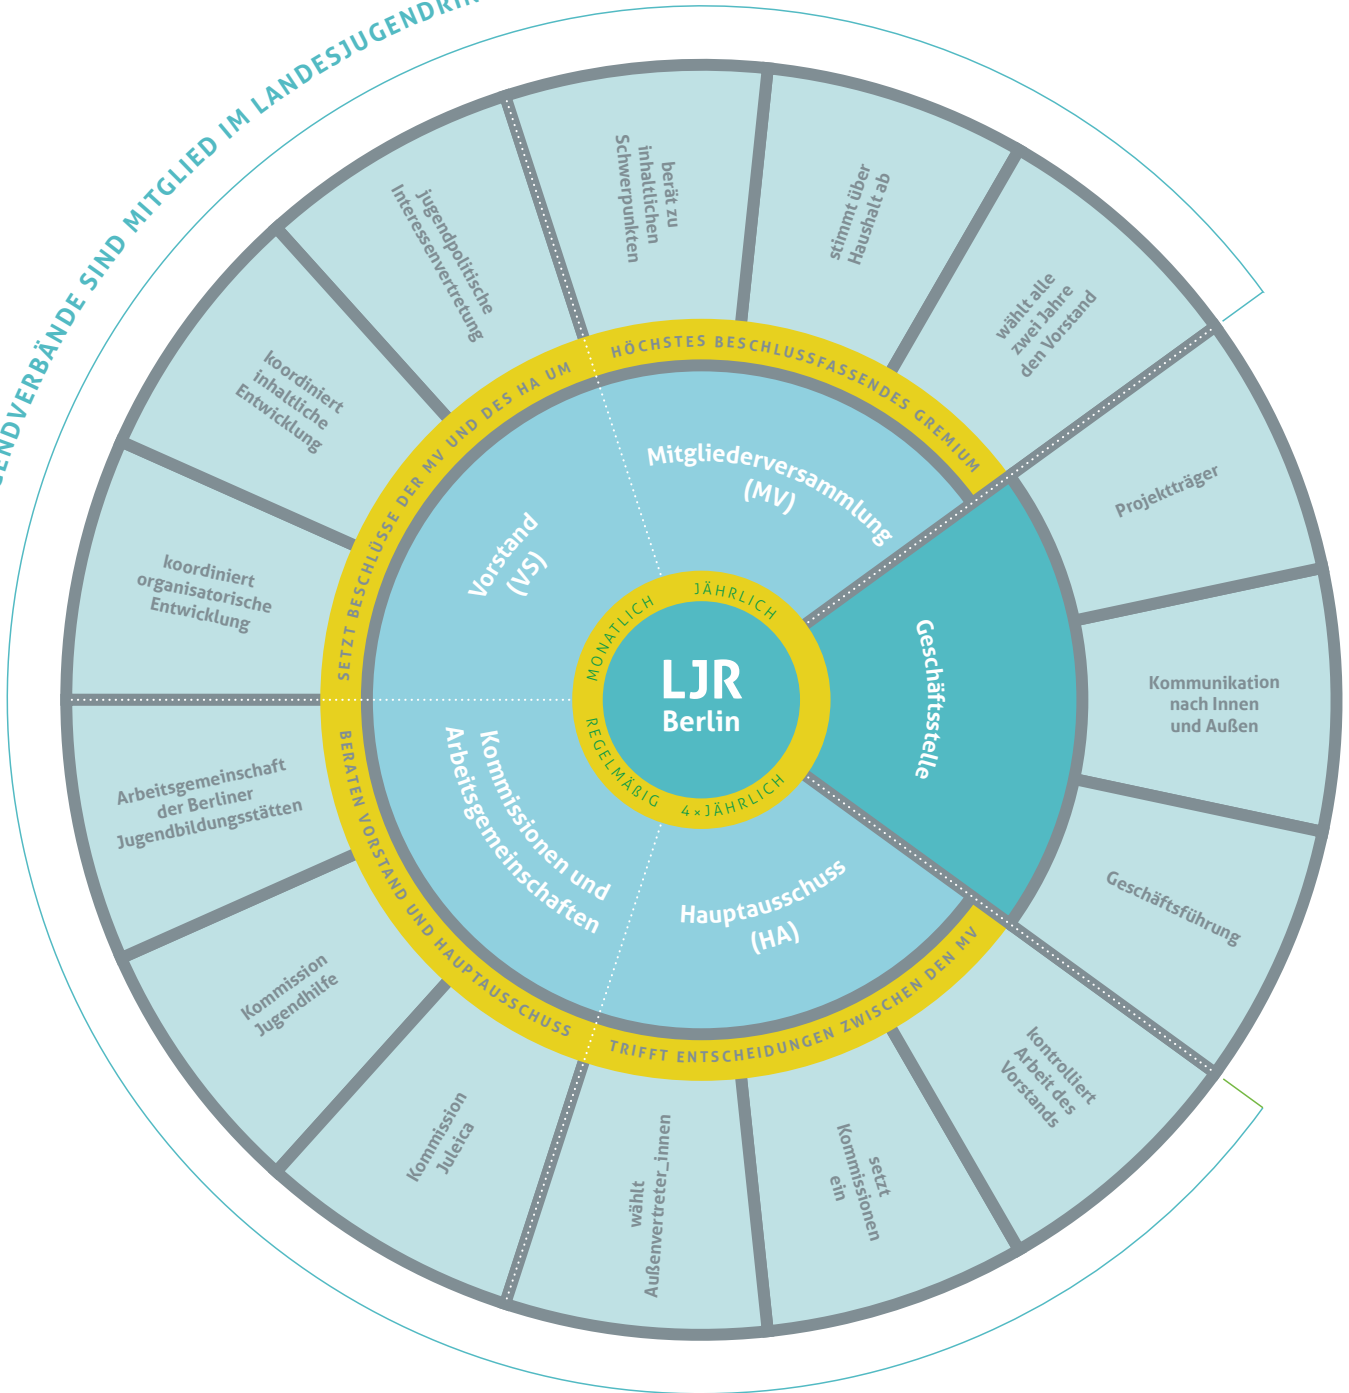 ENDVERBÄNDE SIND MITGLIED IM LANDESJUGENDRIN
LJR
Berlin
JÄHRLICH
4×JÄHRLICH
REGELMÄßIG
MONATLICH
Mitgliederversammlung
(MV)
HÖCHSTES BESCHLUSSFASSENDES GREMIUM
berät zu
inhaltlichen
Schwerpunkten
stimmt über
Haushalt ab
wählt alle
zwei Jahre
den Vorstand
Geschäftsstelle
Projektträger
Kommunikation
nach Innen
und Außen
Geschäftsführung
Hauptausschuss
(HA)
TRIFFT ENTSCHEIDUNGEN ZWISCHEN DEN MV
kontrolliert
Arbeit des
Vorstands
setzt
Kommissionen
ein
wählt
Außenvertreter_innen
Kommissionen und
Arbeitsgemeinschaften
BERATEN VORSTAND UND HAUPTAUSSCHUSS
Kommission
Juleica
Kommission
Jugendhilfe
Arbeitsgemeinschaft
der Berliner
Jugendbildungsstätten
Vorstand
(VS)
SETZT BESCHLÜSSE DER MV UND DES HA UM
koordiniert
organisatorische
Entwicklung
koordiniert
inhaltliche
Entwicklung
jugendpolitische
Interessenvertretung